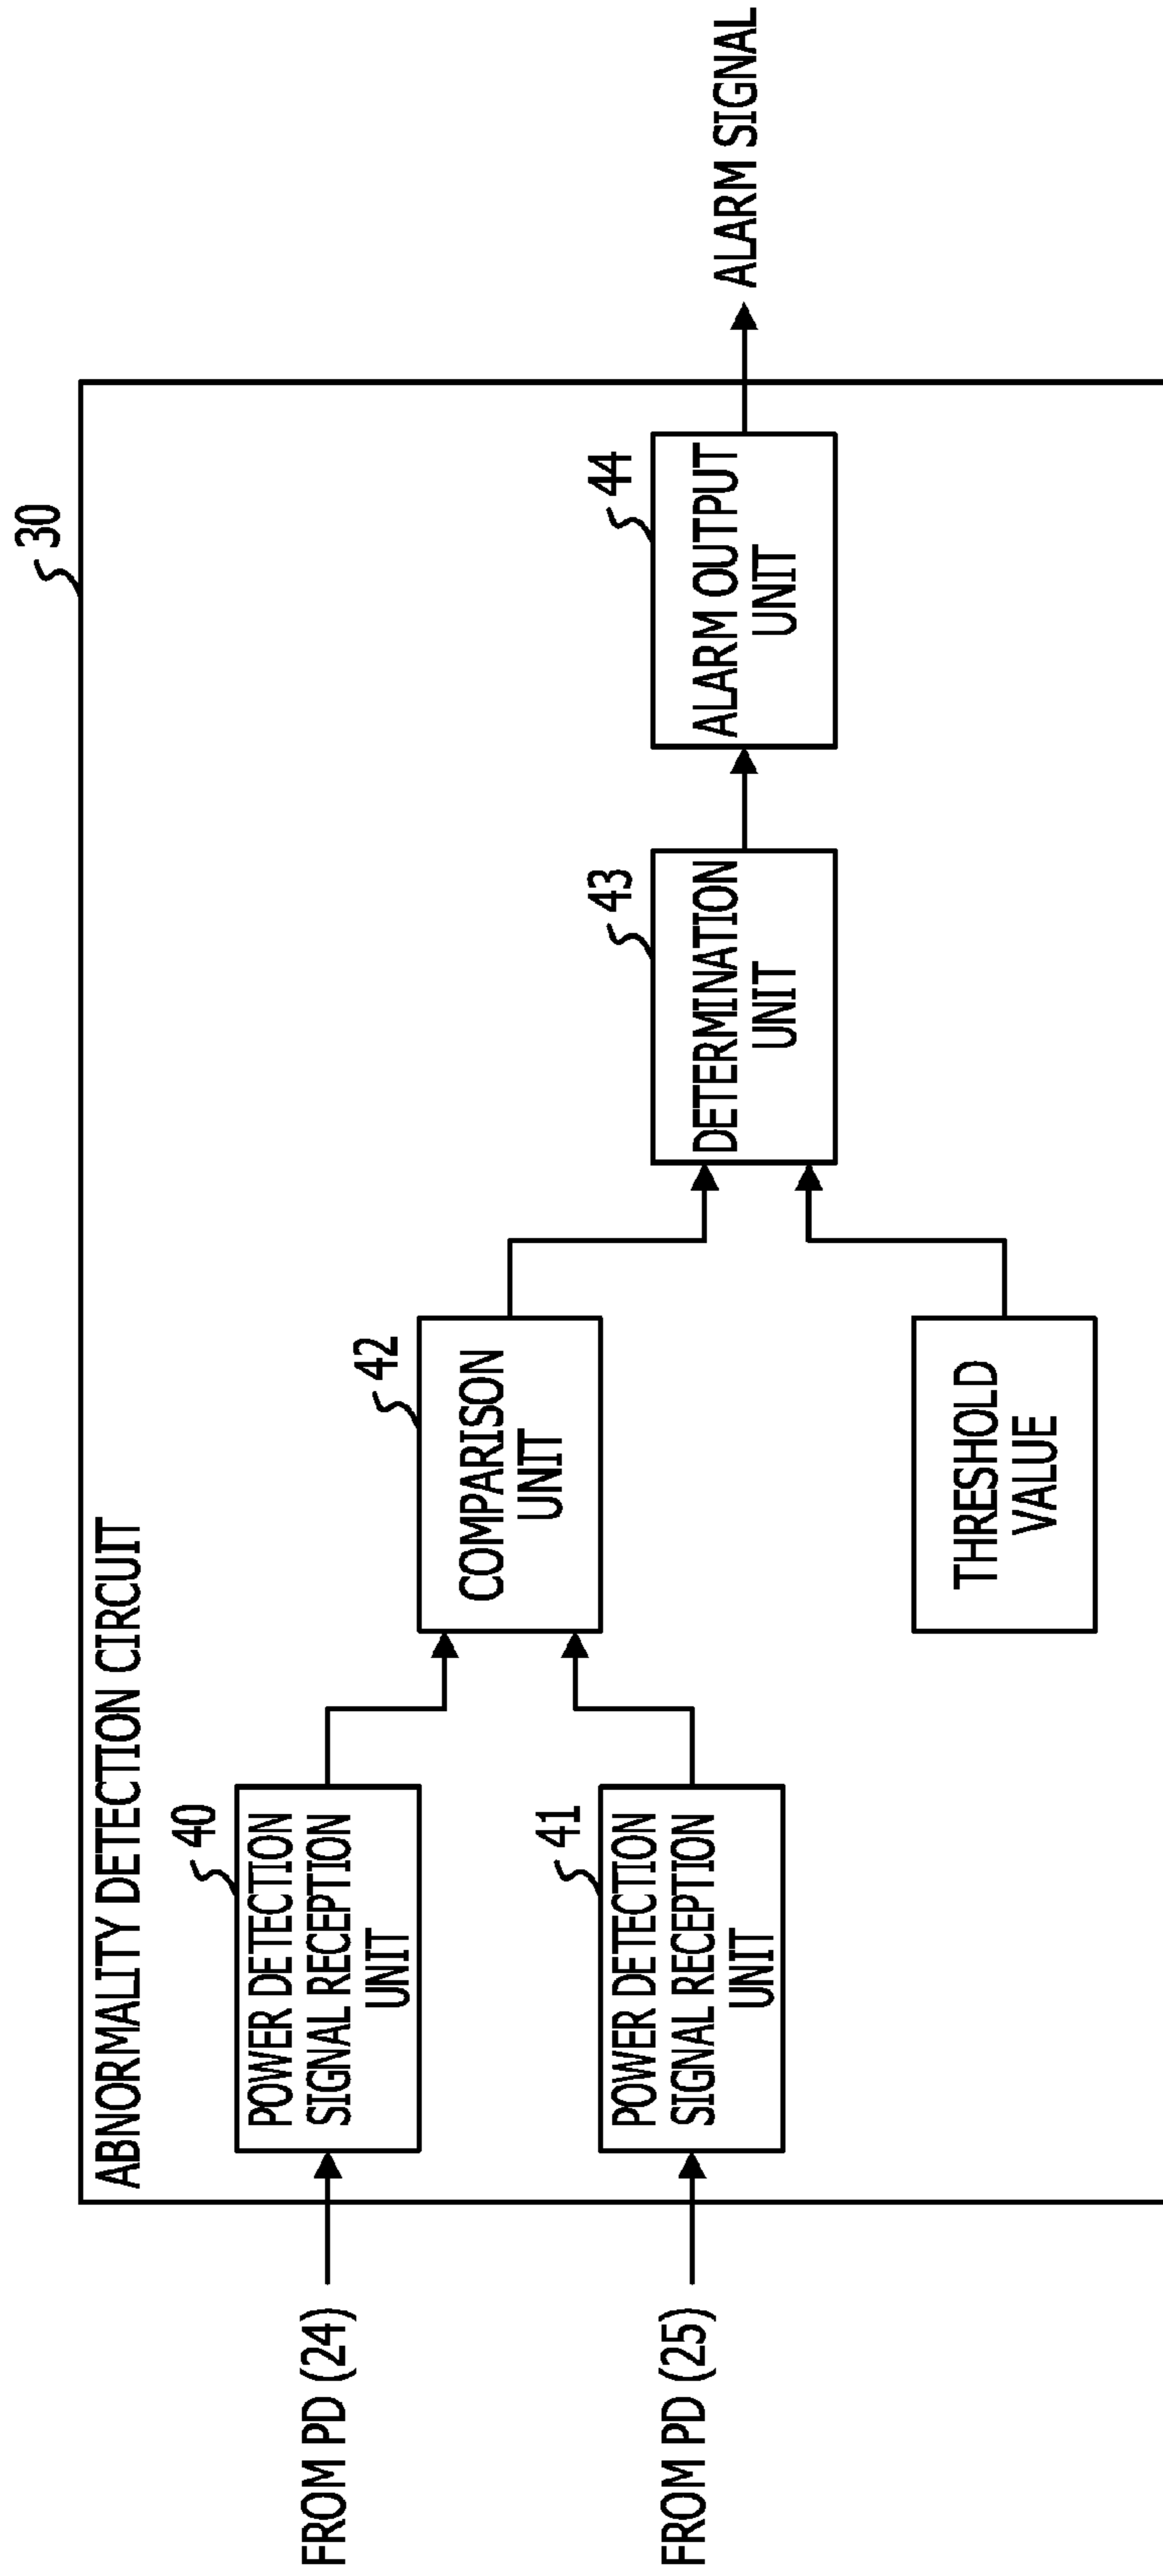 30
ABNORMALITY DETECTION CIRCUIT
FROM PD (24)
40
POWER DETECTION
SIGNAL RECEPTION
UNIT
FROM PD (25)
41
POWER DETECTION
SIGNAL RECEPTION
UNIT
42
COMPARISON
UNIT
THRESHOLD
VALUE
43
DETERMINATION
UNIT
44
ALARM OUTPUT
UNIT
ALARM SIGNAL